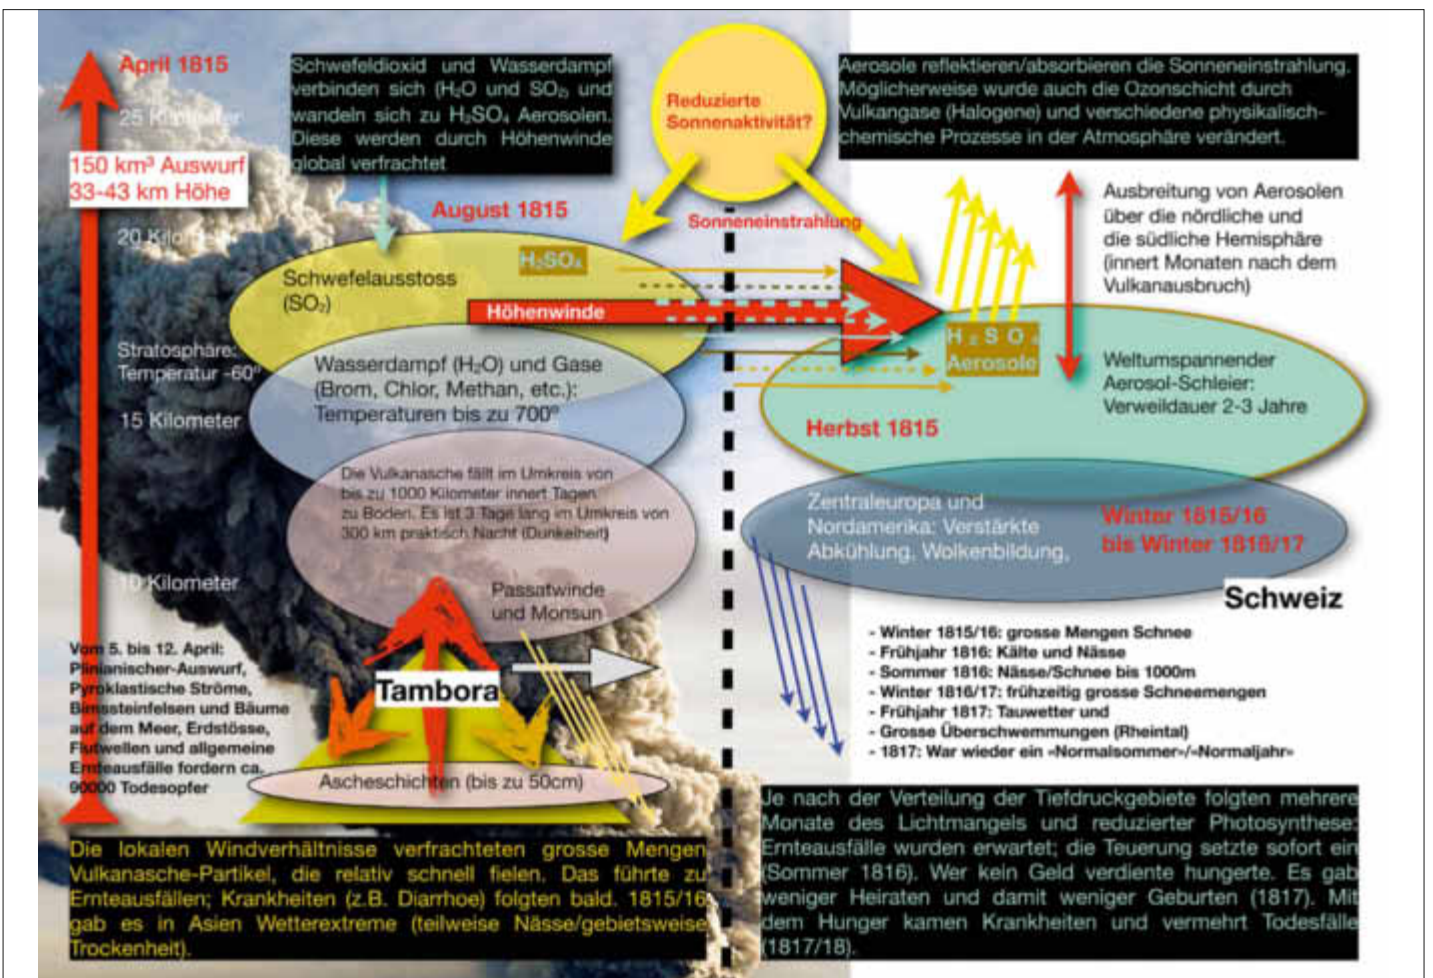 April 1815
25 Kilometer
150 km³ Auswurf
33-43 km Höhe
20 Kilometer
Stratosphäre:
Temperatur -60º
15 Kilometer
10 Kilometer
Vom 5. bis 12. April:
Plinianischer-Auswurf,
Pyroklastische Ströme,
Bimssteinfelsen und Bäume
auf dem Meer, Erdstösse,
Flutwellen und allgemeine
Ernteausfälle fordern ca.
90000 Todesopfer
Schwefeldioxid und Wasserdampf
verbinden sich (H₂O und SO₂) und
wandeln sich zu H₂SO₄ Aerosolen.
Diese werden durch Höhenwinde
global verfrachtet
August 1815
H₂SO₄
Schwefelausstoss
(SO₂)
Höhenwinde
Wasserdampf (H₂O) und Gase
(Brom, Chlor, Methan, etc.):
Temperaturen bis zu 700º
Die Vulkanasche fällt im Umkreis von
bis zu 1000 Kilometer innert Tagen
zu Boden. Es ist 3 Tage lang im Umkreis von
300 km praktisch Nacht (Dunkelheit)
Passatwinde
und Monsun
Tambora
Ascheschichten (bis zu 50cm)
Die lokalen Windverhältnisse verfrachteten grosse Mengen
Vulkanasche-Partikel, die relativ schnell fielen. Das führte zu
Ernteausfällen; Krankheiten (z.B. Diarrhoe) folgten bald. 1815/16
gab es in Asien Wetterextreme (teilweise Nässe/gebietsweise
Trockenheit).
Reduzierte
Sonnenaktivität?
Sonneneinstrahlung
Aerosole reflektieren/absorbieren die Sonneneinstrahlung.
Möglicherweise wurde auch die Ozonschicht durch
Vulkangase (Halogene) und verschiedene physikalisch-
chemische Prozesse in der Atmosphäre verändert.
Ausbreitung von Aerosolen
über die nördliche und
die südliche Hemisphäre
(innert Monaten nach dem
Vulkanausbruch)
H₂SO₄
Aerosole
Weltumspannender
Aerosol-Schleier:
Verweildauer 2-3 Jahre
Herbst 1815
Zentraleuropa und
Nordamerika: Verstärkte
Abkühlung, Wolkenbildung,
Winter 1815/16
bis Winter 1816/17
Schweiz
- Winter 1815/16: grosse Mengen Schnee
- Frühjahr 1816: Kälte und Nässe
- Sommer 1816: Nässe/Schnee bis 1000m
- Winter 1816/17: frühzeitig grosse Schneemengen
- Frühjahr 1817: Tauwetter und
- Grosse Überschwemmungen (Rheintal)
- 1817: War wieder ein «Normalsommer»/«Normaljahr»
Je nach der Verteilung der Tiefdruckgebiete folgten mehrere
Monate des Lichtmangels und reduzierter Photosynthese:
Ernteausfälle wurden erwartet; die Teuerung setzte sofort ein
(Sommer 1816). Wer kein Geld verdiente hungerte. Es gab
weniger Heiraten und damit weniger Geburten (1817). Mit
dem Hunger kamen Krankheiten und vermehrt Todesfälle
(1817/18).